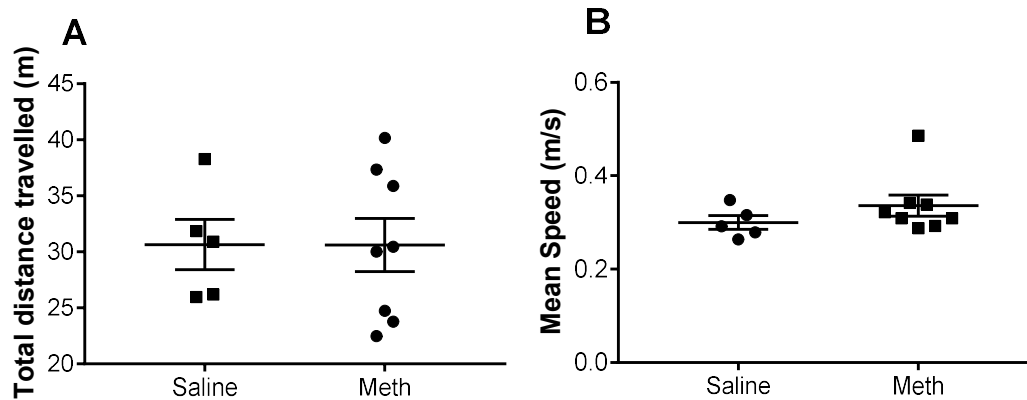 A
Total distance travelled (m)
45
40
35
30
25
20
Saline
Meth
B
Mean Speed (m/s)
0.6
0.4
0.2
0.0
Saline
Meth